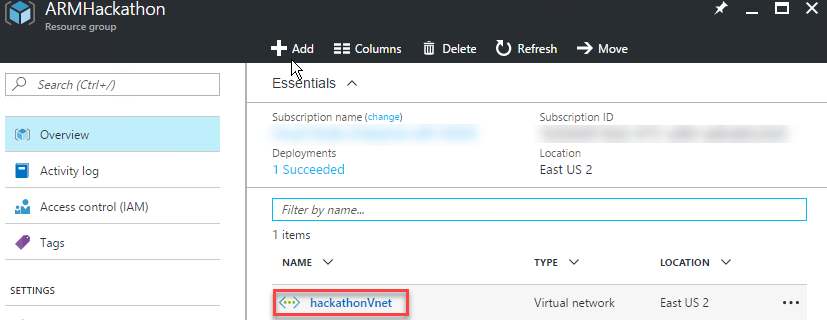 ARMHackathon
Resource group
Add Columns Delete Refresh Move
Search (Ctrl+/)
Overview
Activity log
Access control (IAM)
Tags
SETTINGS
Essentials
Subscription name (change) Subscription ID
Deployments Location
1 Succeeded East US 2
Filter by name...
1 items
NAME TYPE LOCATION
hackathonVnet Virtual network East US 2